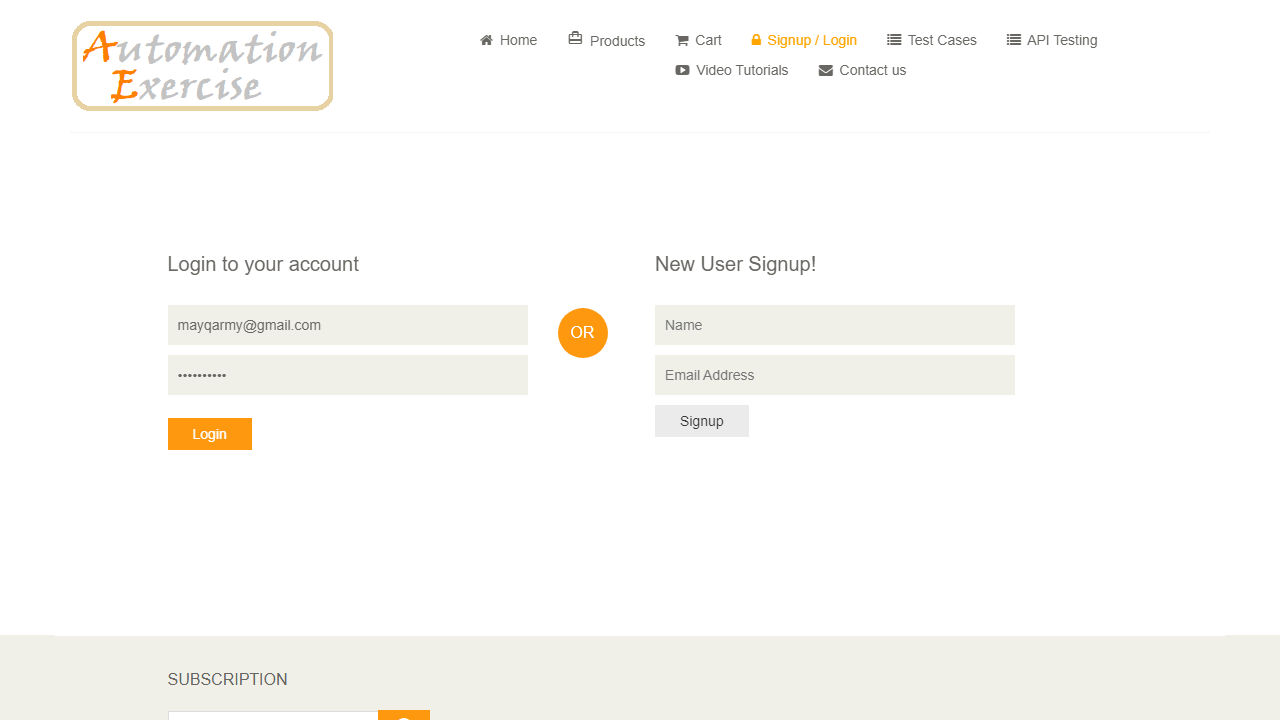 Automation
Exercise
Home
Products
Cart
Signup / Login
Test Cases
API Testing
Video Tutorials
Contact us
Login to your account
New User Signup!
mayqarmy@gmail.com
OR
Name
••••••••••
Email Address
Login
Signup
SUBSCRIPTION